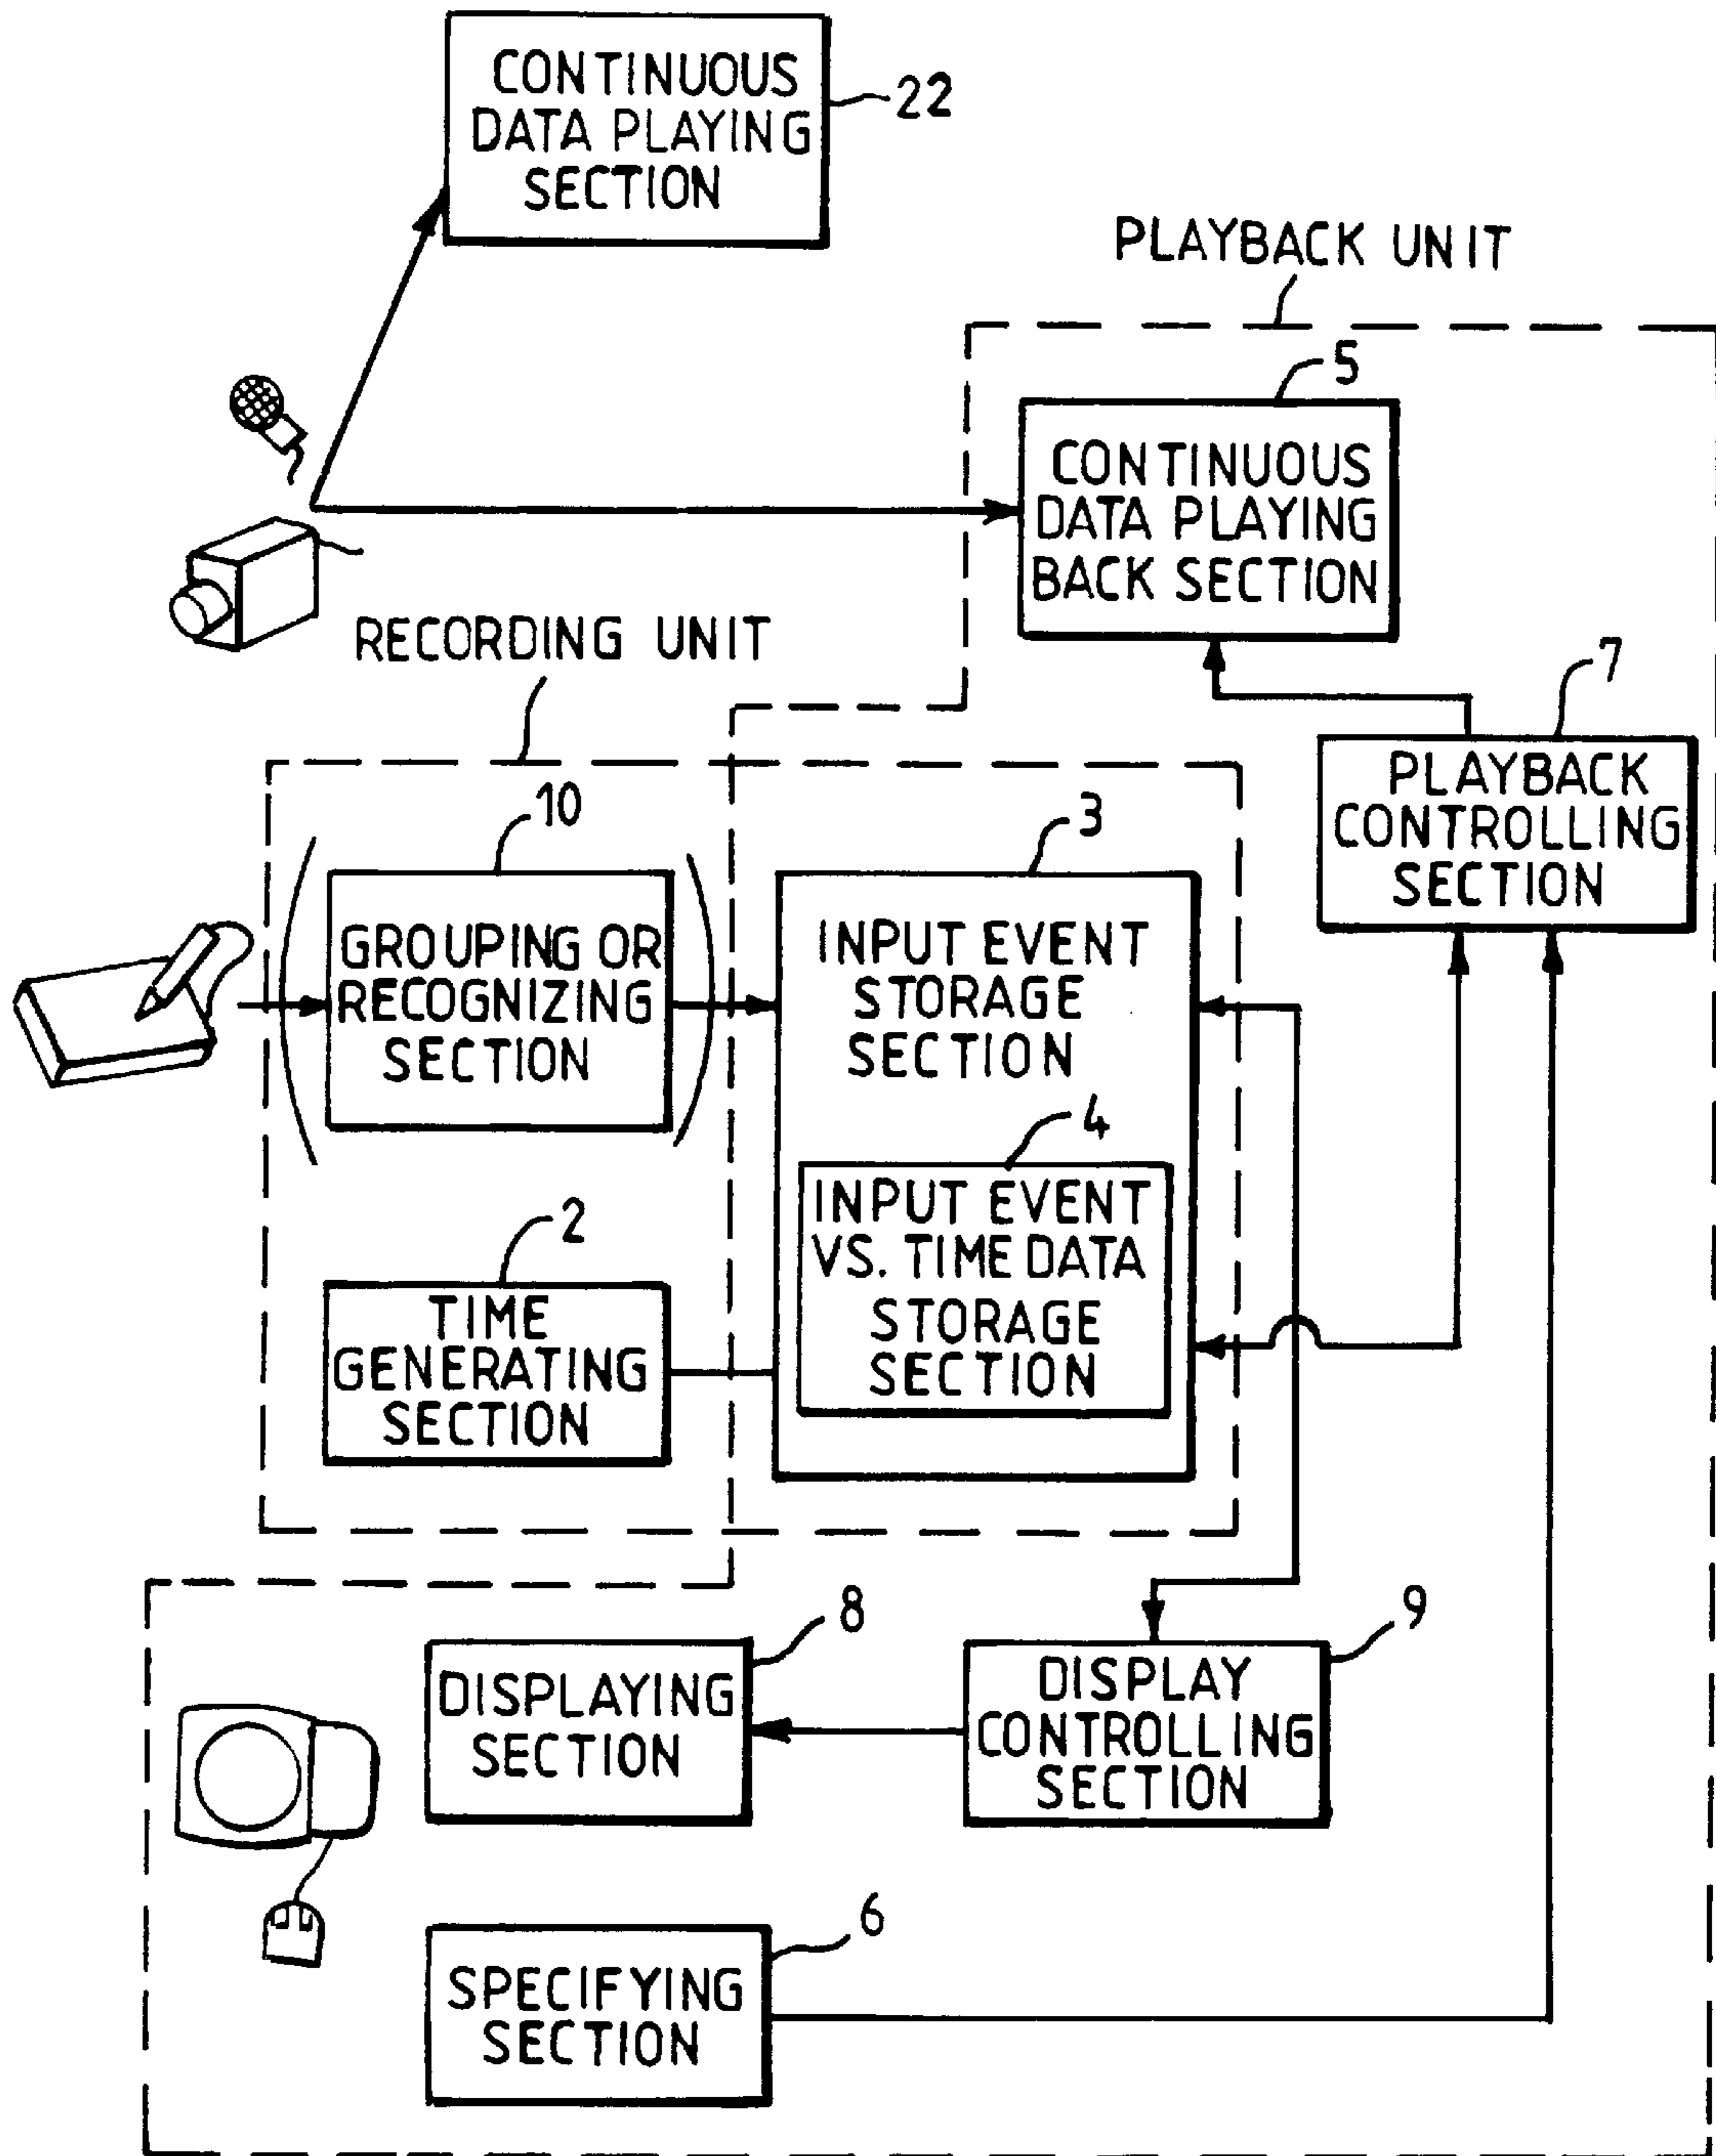 CONTINUOUS
DATA PLAYING
SECTION
22
PLAYBACK UNIT
5
CONTINUOUS
DATA PLAYING
BACK SECTION
RECORDING UNIT
7
PLAYBACK
CONTROLLING
SECTION
10
GROUPING OR
RECOGNIZING
SECTION
3
INPUT EVENT
STORAGE
SECTION
4
INPUT EVENT
VS. TIME DATA
STORAGE
SECTION
2
TIME
GENERATING
SECTION
8
DISPLAYING
SECTION
9
DISPLAY
CONTROLLING
SECTION
6
SPECIFYING
SECTION